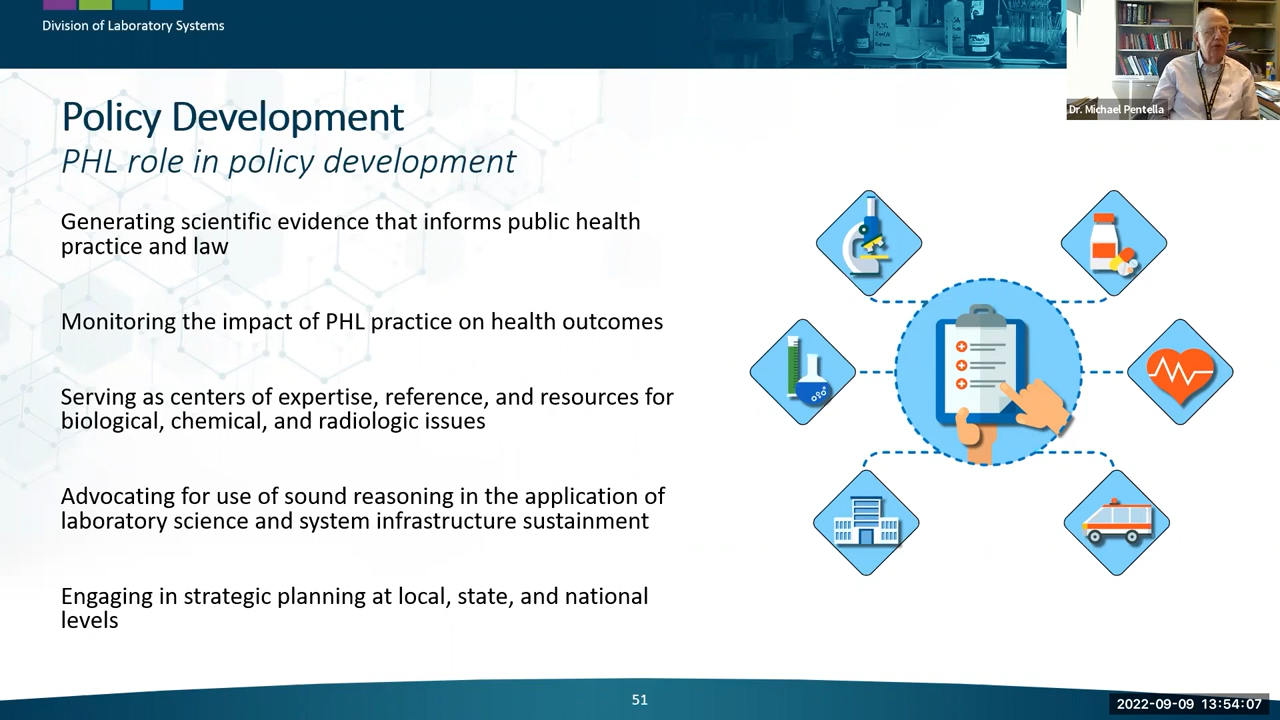 Division of Laboratory Systems
Dr. Michael Pentella
Policy Development
PHL role in policy development
Generating scientific evidence that informs public health
practice and law
Monitoring the impact of PHL practice on health outcomes
Serving as centers of expertise, reference, and resources for
biological, chemical, and radiologic issues
Advocating for use of sound reasoning in the application of
laboratory science and system infrastructure sustainment
Engaging in strategic planning at local, state, and national
levels
51
2022-09-09 13:54:07